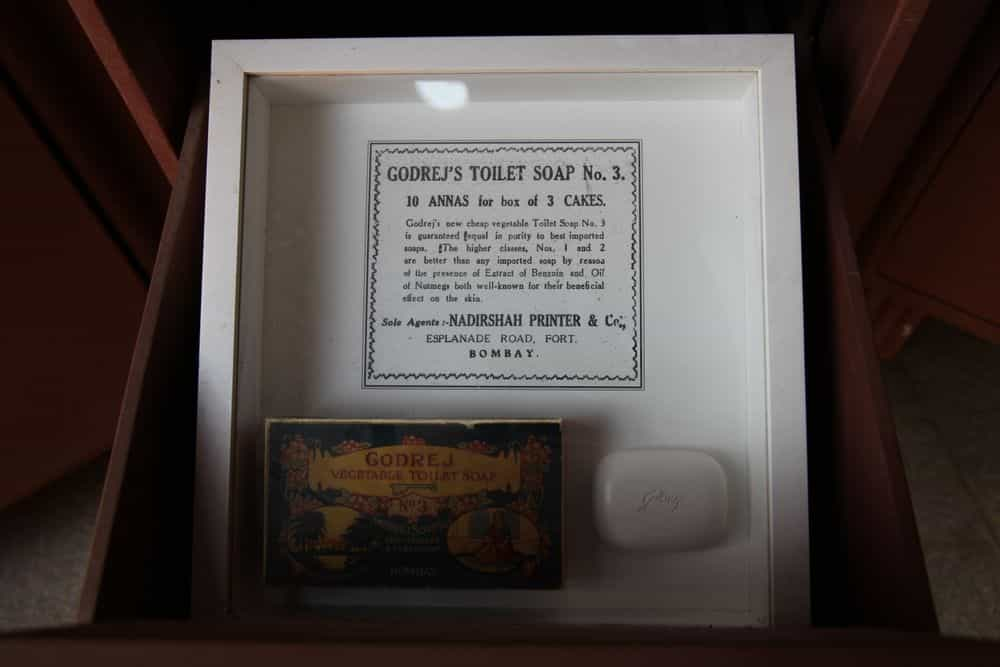 GODREJ'S TOILET SOAP No. 3.
10 ANNAS for box of 3 CAKES.
Godrej's new cheap vegetable Toilet Soap No. 3
is guaranteed equal in purity to best imported
soaps. The higher classes, Nos. 1 and 2
are better than any imported soap by reason
of the presence of Extract of Benzoin and Oil
of Nutmegs both well-known for their beneficial
effect on the skin.
Sole Agents:-NADIRSHAH PRINTER & Co.,
ESPLANADE ROAD, FORT.
BOMBAY.
GODREJ
VEGETABLE TOILET SOAP
No 3
BOMBAY
Godrej